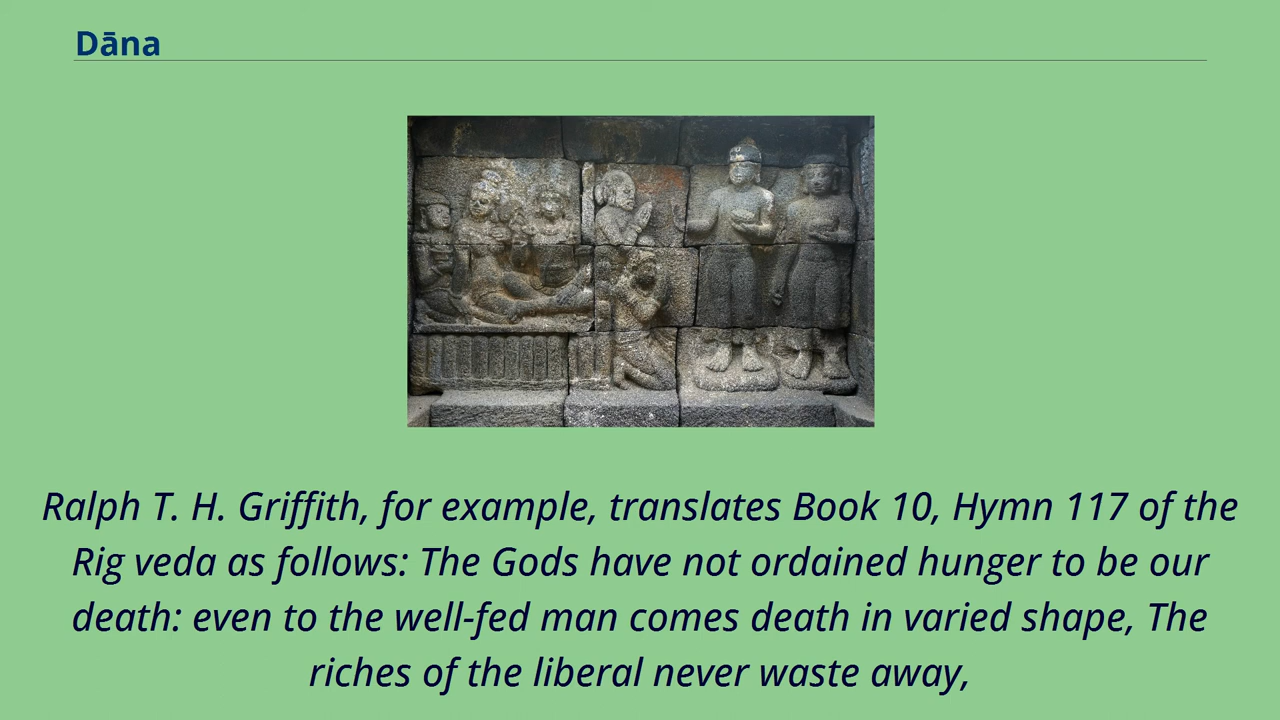 Dāna
Ralph T. H. Griffith, for example, translates Book 10, Hymn 117 of the
Rig veda as follows: The Gods have not ordained hunger to be our
death: even to the well-fed man comes death in varied shape, The
riches of the liberal never waste away,